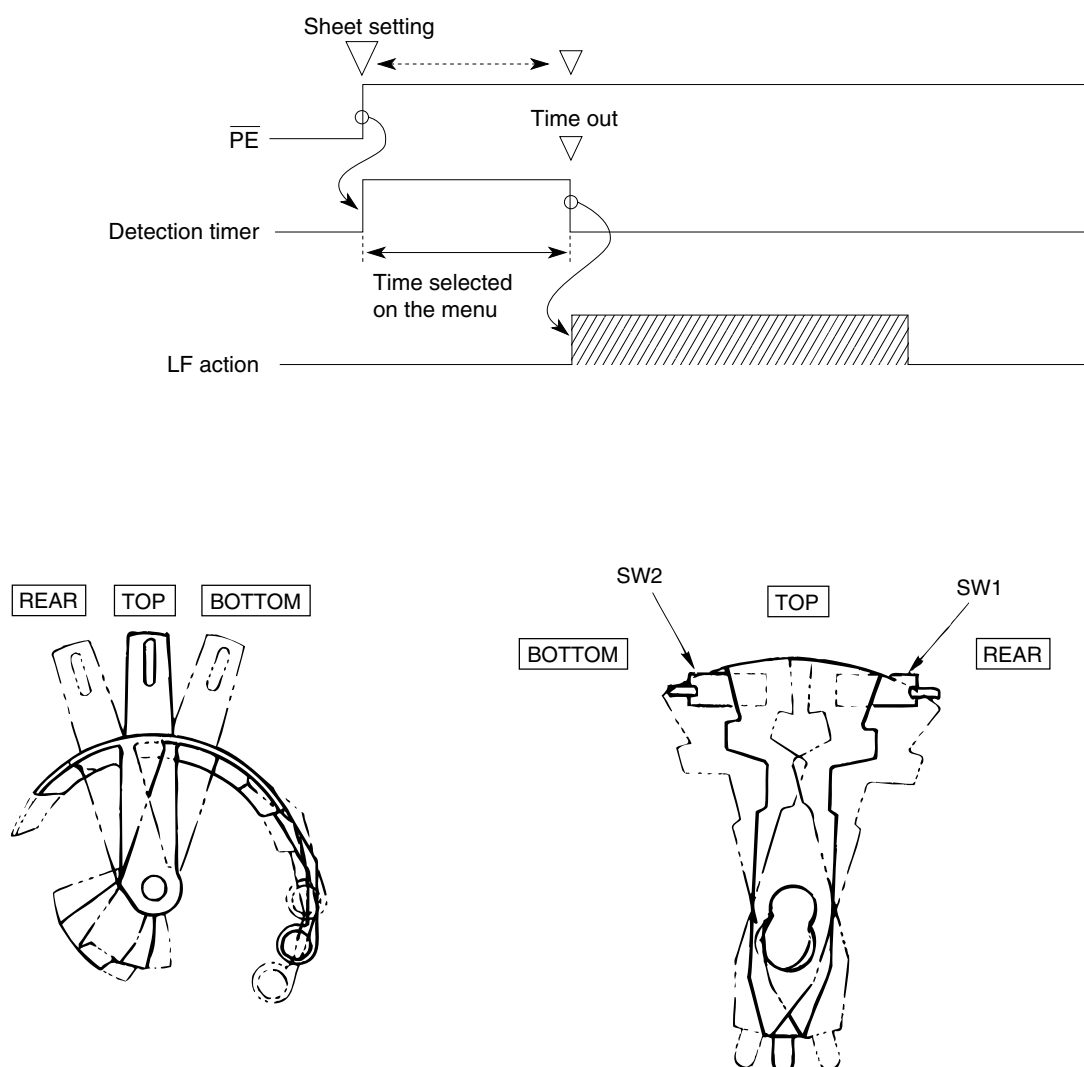 Sheet setting
PE
Time out
Detection timer
Time selected
on the menu
LF action
REAR TOP BOTTOM
SW2
TOP
SW1
BOTTOM
REAR